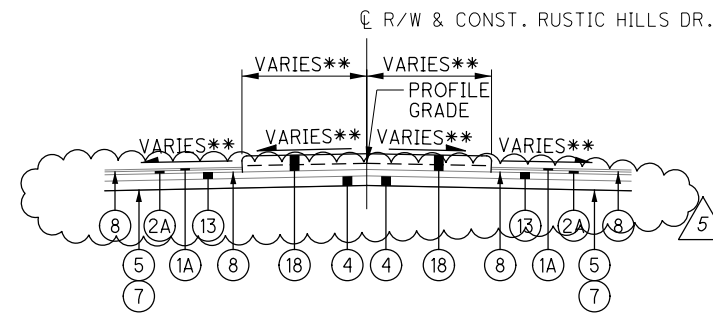 ℄ R/W & CONST. RUSTIC HILLS DR.
VARIES** VARIES**
PROFILE
GRADE
VARIES** VARIES** VARIES** VARIES**
8 2A 13 13 2A 8
5
5 1A 8 18 4 4 18 8 1A 5
7 7